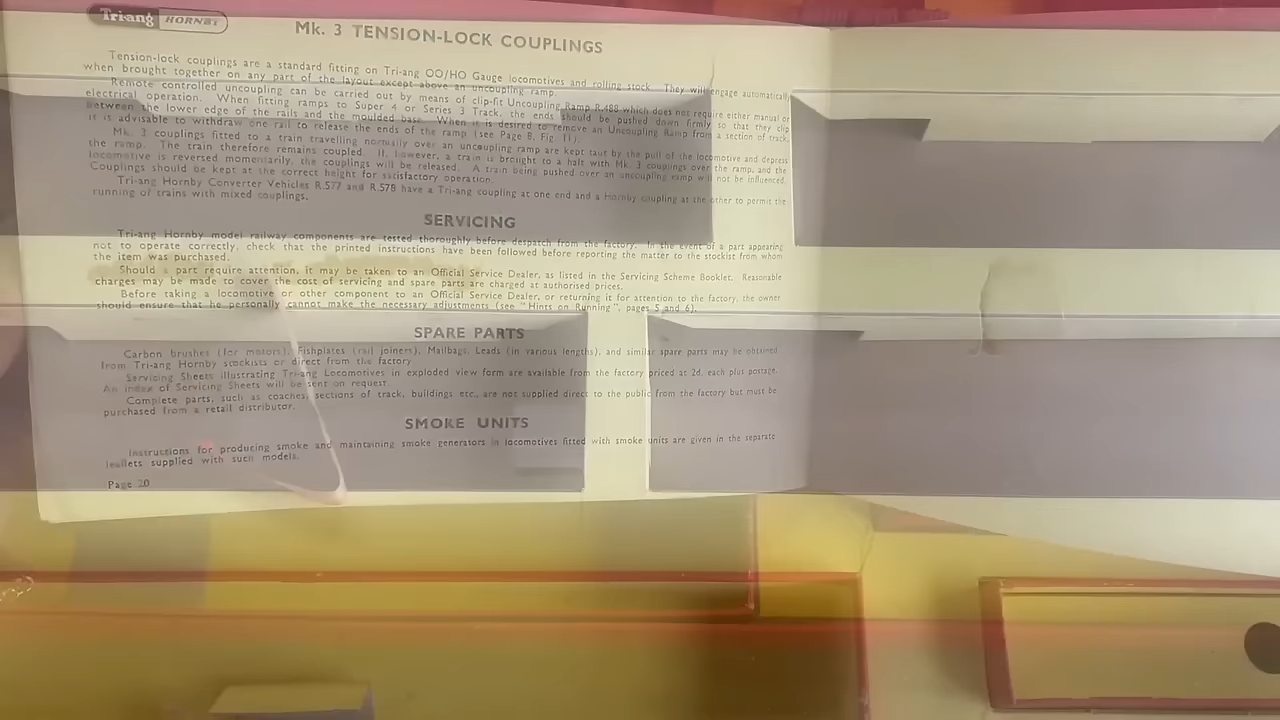 Tri-ang HORNBY
Mk. 3 TENSION-LOCK COUPLINGS
Tension-lock couplings are a standard fitting on Tri-ang OO/HO Gauge locomotives and rolling stock. They will engage automatically
when brought together on any part of the layout except above an uncoupling ramp.
Remote controlled uncoupling can be carried out by means of clip-fit Uncoupling Ramp R.488 which does not require either manual or
electrical operation. When fitting ramps to Super 4 or Series 3 Track, the ends should be pushed down firmly so that they clip
between the lower edge of the rails and the moulded base. When it is desired to remove an Uncoupling Ramp from a section of track,
it is advisable to withdraw one rail to release the ends of the ramp (see Page 8, Fig. 11).
Mk. 3 couplings fitted to a train travelling normally over an uncoupling ramp are kept taut by the pull of the locomotive and depress
the ramp. The train therefore remains coupled. If, however, a train is brought to a halt with Mk. 3 couplings over the ramp, and the
locomotive is reversed momentarily, the couplings will be released. A train being pushed over an uncoupling ramp will not be influenced.
Couplings should be kept at the correct height for satisfactory operation.
Tri-ang Hornby Converter Vehicles R.577 and R.578 have a Tri-ang coupling at one end and a Hornby coupling at the other to permit the
running of trains with mixed couplings.
SERVICING
Tri-ang Hornby model railway components are tested thoroughly before despatch from the factory. In the event of a part appearing
not to operate correctly, check that the printed instructions have been followed before reporting the matter to the stockist from whom
the item was purchased.
Should a part require attention, it may be taken to an Official Service Dealer, as listed in the Servicing Scheme Booklet. Reasonable
charges may be made to cover the cost of servicing and spare parts are charged at authorised prices.
Before taking a locomotive or other component to an Official Service Dealer, or returning it for attention to the factory, the owner
should ensure that he personally cannot make the necessary adjustments (see "Hints on Running", pages 5 and 6).
SPARE PARTS
Carbon brushes (for motors), Fishplates (rail joiners), Mailbags, Leads (in various lengths), and similar spare parts may be obtained
from Tri-ang Hornby stockists or direct from the factory.
Servicing Sheets illustrating Tri-ang Locomotives in exploded view form are available from the factory priced at 2d. each plus postage.
An index of Servicing Sheets will be sent on request.
Complete parts, such as coaches, sections of track, buildings etc., are not supplied direct to the public from the factory but must be
purchased from a retail distributor.
SMOKE UNITS
Instructions for producing smoke and maintaining smoke generators in locomotives fitted with smoke units are given in the separate
leaflets supplied with such models.
Page 20